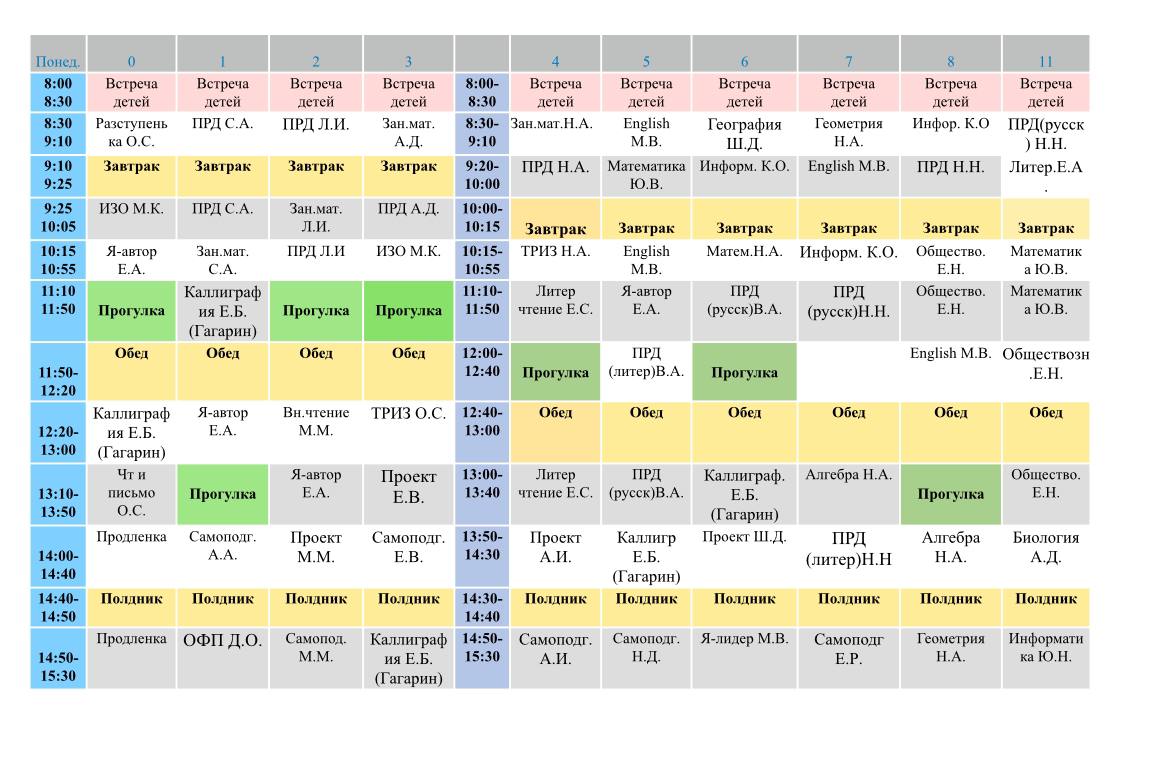 Понед. 0 1 2 3 4 5 6 7 8 11
8:00 Встреча Встреча Встреча Встреча 8:00- Встреча Встреча Встреча Встреча Встреча Встреча
8:30 детей детей детей детей 8:30 детей детей детей детей детей детей
8:30 Разступень ПРД С.А. ПРД Л.И. Зан.мат. 8:30- Зан.мат.Н.А. English География Геометрия Инфор. К.О ПРД(русск
9:10 ка О.С. А.Д. 9:10 М.В. Ш.Д. Н.А. ) Н.Н.
9:10 Завтрак Завтрак Завтрак Завтрак 9:20- ПРД Н.А. Математика Информ. К.О. English М.В. ПРД Н.Н. Литер.Е.А
9:25 10:00 Ю.В. .
9:25 ИЗО М.К. ПРД С.А. Зан.мат. ПРД А.Д. 10:00-
10:05 Л.И. 10:15 Завтрак Завтрак Завтрак Завтрак Завтрак Завтрак
10:15 Я-автор Зан.мат. ПРД Л.И ИЗО М.К. 10:15- ТРИЗ Н.А. English Матем.Н.А. Информ. К.О. Общество. Математик
10:55 Е.А. С.А. 10:55 М.В. Е.Н. а Ю.В.
11:10 Каллиграф 11:10- Литер Я-автор ПРД ПРД Общество. Математик
11:50 Прогулка ия Е.Б. Прогулка Прогулка 11:50 чтение Е.С. Е.А. (русск)В.А. (русск)Н.Н. Е.Н. а Ю.В.
(Гагарин)
Обед Обед Обед Обед 12:00- ПРД English М.В. Обществозн
11:50- 12:40 Прогулка (литер)В.А. Прогулка .Е.Н.
12:20
Каллиграф Я-автор Вн.чтение ТРИЗ О.С. 12:40- Обед Обед Обед Обед Обед Обед
12:20- ия Е.Б. Е.А. М.М. 13:00
13:00 (Гагарин)
Чт и Я-автор Проект 13:00- Литер ПРД Каллиграф. Алгебра Н.А. Общество.
13:10- письмо Прогулка Е.А. Е.В. 13:40 чтение Е.С. (русск)В.А. Е.Б. Прогулка Е.Н.
13:50 О.С. (Гагарин)
Продленка Самоподг. Проект Самоподг. 13:50- Проект Каллигр Проект Ш.Д. ПРД Алгебра Биология
14:00- А.А. М.М. Е.В. 14:30 А.И. Е.Б. (литер)Н.Н Н.А. А.Д.
14:40 (Гагарин)
14:40- Полдник Полдник Полдник Полдник 14:30- Полдник Полдник Полдник Полдник Полдник Полдник
14:50 14:40
Продленка ОФП Д.О. Самопод. Каллиграф 14:50- Самоподг. Самоподг. Я-лидер М.В. Самоподг Геометрия Информати
14:50- М.М. ия Е.Б. 15:30 А.И. Н.Д. Е.Р. Н.А. ка Ю.Н.
15:30 (Гагарин)